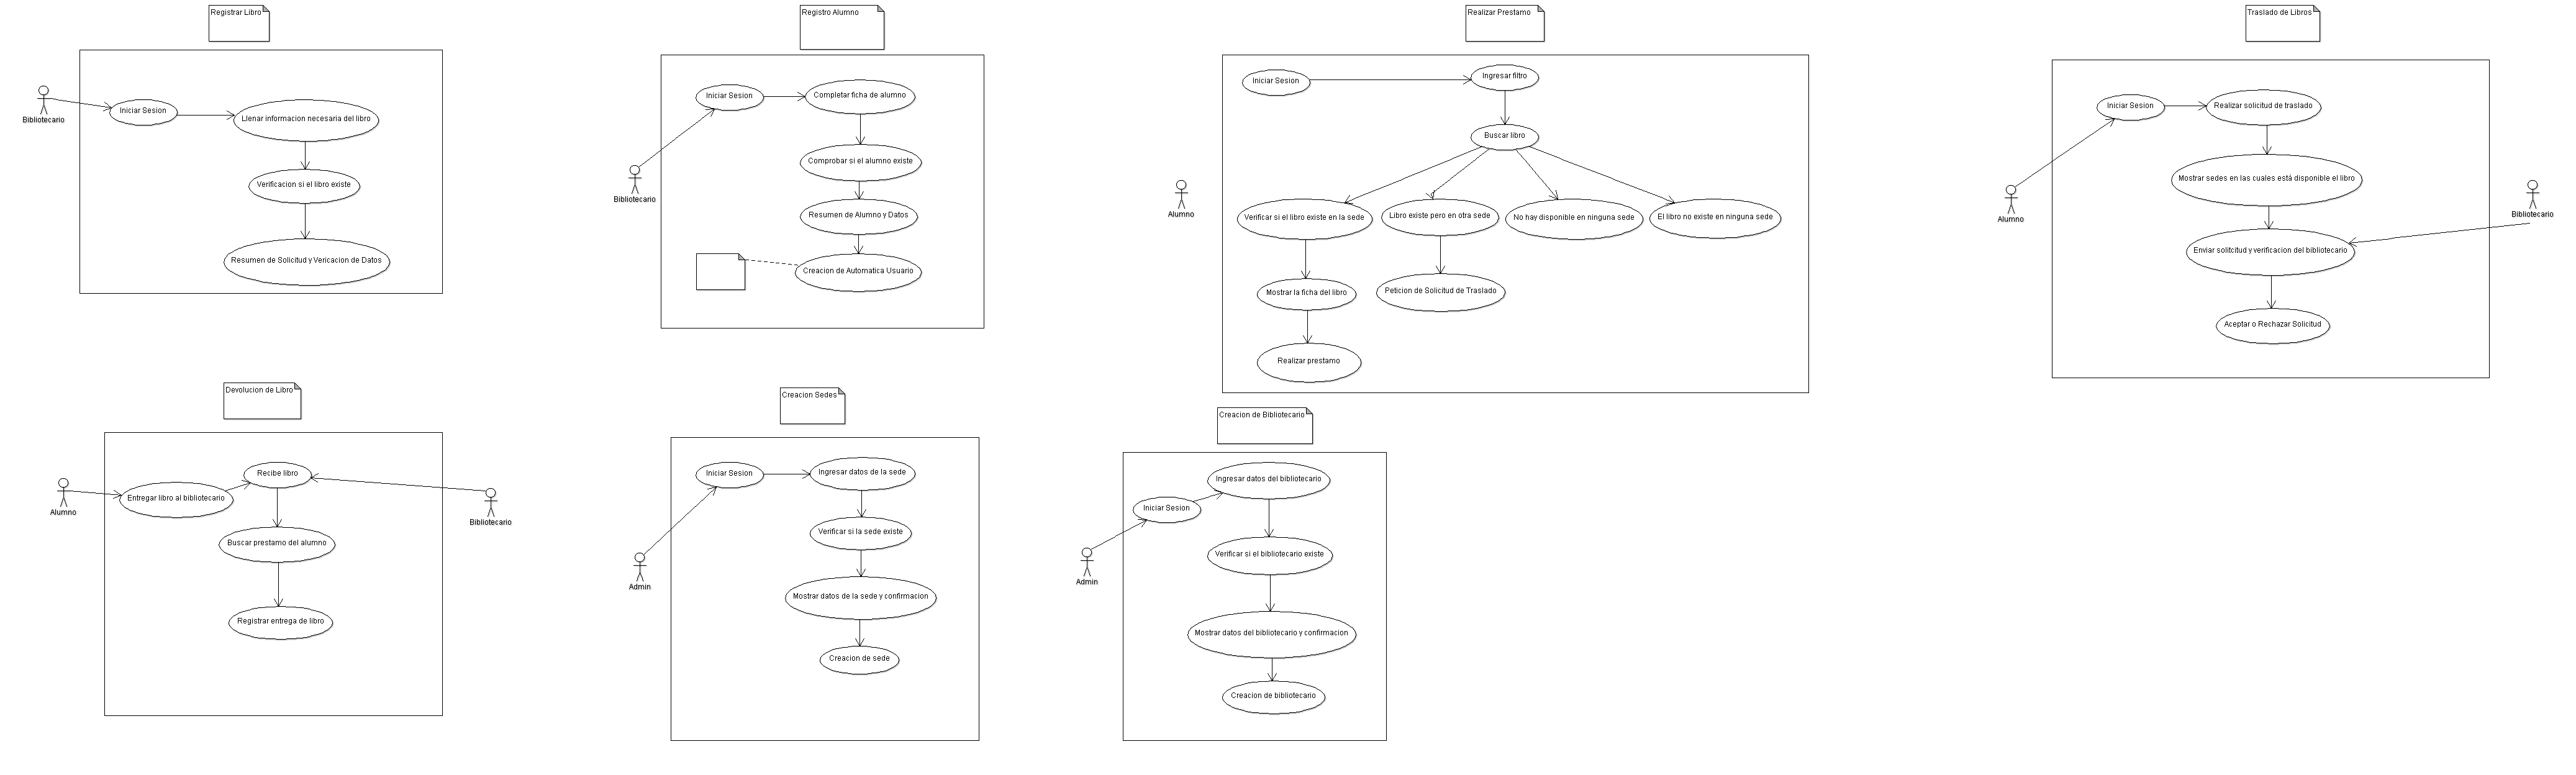 Registrar Libro
Bibliotecario
Iniciar Sesion
Llenar informacion necesaria del libro
Verificacion si el libro existe
Resumen de Solicitud y Vericacion de Datos
Registro Alumno
Bibliotecario
Iniciar Sesion
Completar ficha de alumno
Comprobar si el alumno existe
Resumen de Alumno y Datos
Creacion de Automatica Usuario
Realizar Prestamo
Alumno
Iniciar Sesion
Ingresar filtro
Buscar libro
Verificar si el libro existe en la sede
Libro existe pero en otra sede
No hay disponible en ninguna sede
El libro no existe en ninguna sede
Mostrar la ficha del libro
Peticion de Solicitud de Traslado
Realizar prestamo
Traslado de Libros
Alumno
Iniciar Sesion
Realizar solicitud de traslado
Mostrar sedes en las cuales está disponible el libro
Enviar solitcitud y verificacion del bibliotecario
Aceptar o Rechazar Solicitud
Bibliotecario
Devolucion de Libro
Alumno
Entregar libro al bibliotecario
Recibe libro
Bibliotecario
Buscar prestamo del alumno
Registrar entrega de libro
Creacion Sedes
Admin
Iniciar Sesion
Ingresar datos de la sede
Verificar si la sede existe
Mostrar datos de la sede y confirmacion
Creacion de sede
Creacion de Bibliotecario
Admin
Iniciar Sesion
Ingresar datos del bibliotecario
Verificar si el bibliotecario existe
Mostrar datos del bibliotecario y confirmacion
Creacion de bibliotecario